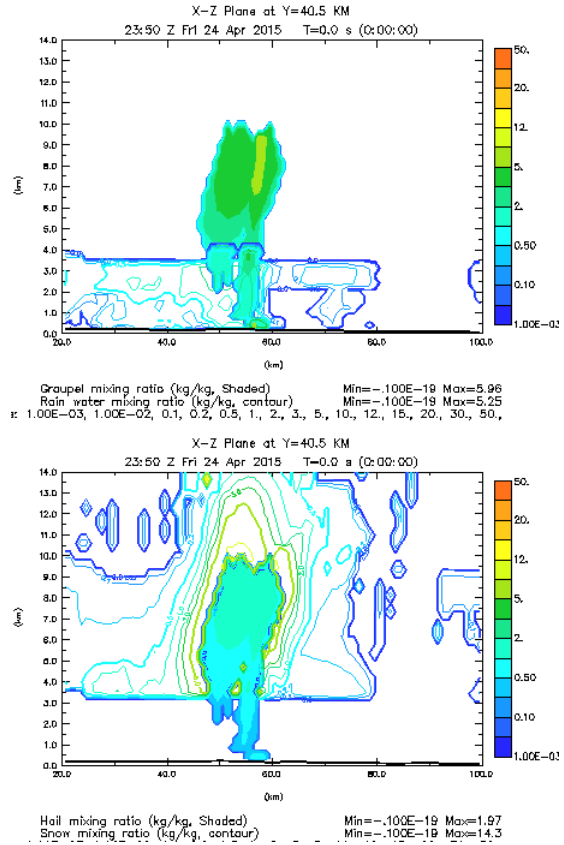 X-Z Plane at Y=40.5 KM
23:50 Z Fri 24 Apr 2015 T=0.0 s (0:00:00)
14.0
13.0
12.0
11.0
10.0
9.0
8.0
7.0
6.0
5.0
4.0
3.0
2.0
1.0
0.0
(km)
20.0 40.0 60.0 80.0 100.0
(km)
50.
20.
12.
5.
2.
0.50
0.10
1.00E-03
Graupel mixing ratio (kg/kg, Shaded) Min=-.100E-19 Max=5.96
Rain water mixing ratio (kg/kg, contour) Min=-.100E-19 Max=5.25
1.00E-03, 1.00E-02, 0.1, 0.2, 0.5, 1., 2., 3., 5., 10., 12., 15., 20., 30., 50.,
X-Z Plane at Y=40.5 KM
23:50 Z Fri 24 Apr 2015 T=0.0 s (0:00:00)
14.0
13.0
12.0
11.0
10.0
9.0
8.0
7.0
6.0
5.0
4.0
3.0
2.0
1.0
0.0
(km)
20.0 40.0 60.0 80.0 100.0
(km)
50.
20.
12.
5.
2.
0.50
0.10
1.00E-03
Hail mixing ratio (kg/kg, Shaded) Min=-.100E-19 Max=1.97
Snow mixing ratio (kg/kg, contour) Min=-.100E-19 Max=14.3